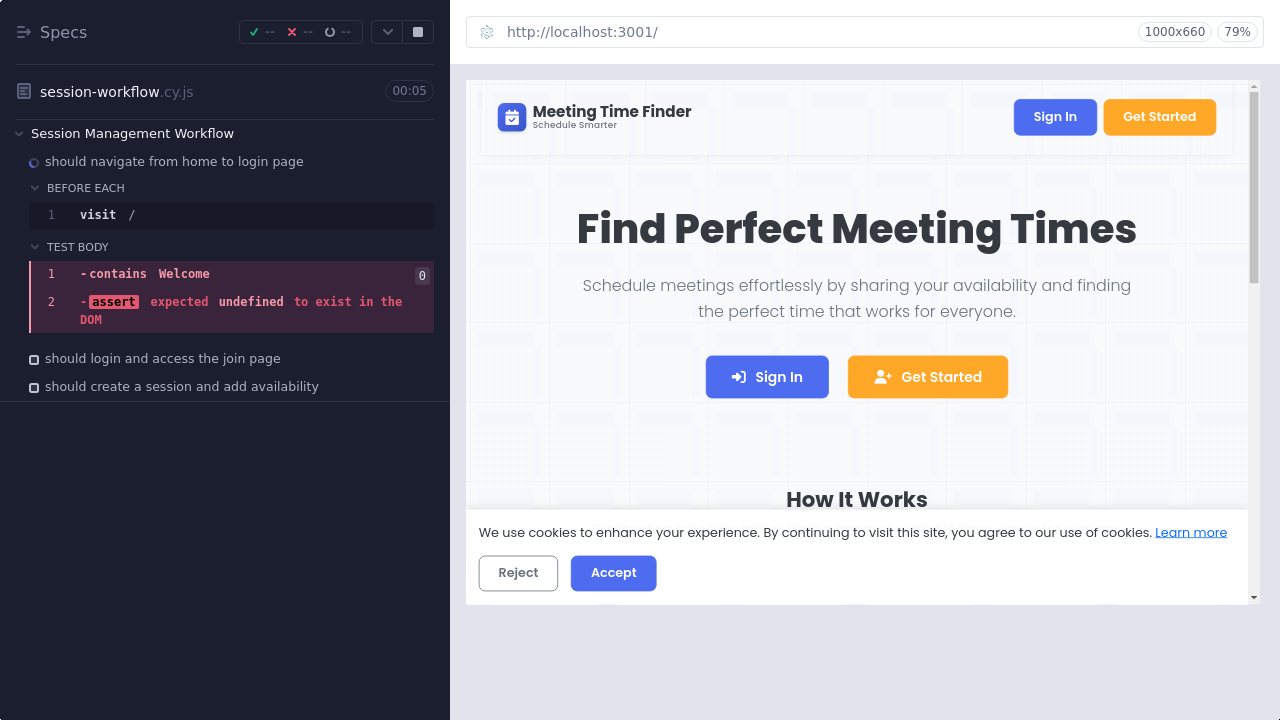 Specs
--
--
--
session-workflow.cy.js
00:05
Session Management Workflow
should navigate from home to login page
BEFORE EACH
1 visit /
TEST BODY
1 -contains Welcome 0
2 -assert expected undefined to exist in the
DOM
should login and access the join page
should create a session and add availability
http://localhost:3001/
1000x660
79%
Meeting Time Finder
Schedule Smarter
Sign In
Get Started
Find Perfect Meeting Times
Schedule meetings effortlessly by sharing your availability and finding
the perfect time that works for everyone.
Sign In
Get Started
How It Works
We use cookies to enhance your experience. By continuing to visit this site, you agree to our use of cookies. Learn more
Reject
Accept